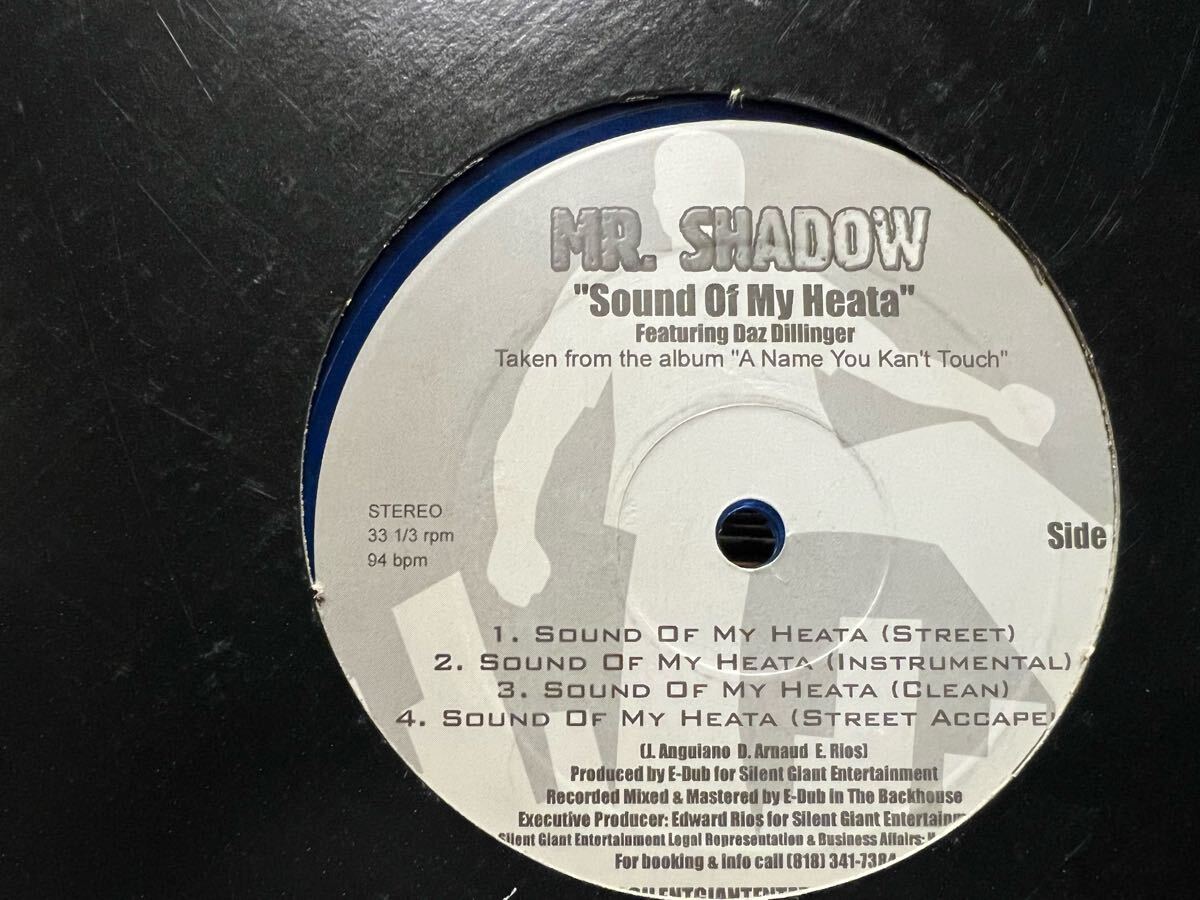 MR. SHADOW
"Sound Of My Heata"
Featuring Daz Dillinger
Taken from the album "A Name You Kan't Touch"
STEREO
33 1/3 rpm
94 bpm
Side
1. SOUND OF MY HEATA (STREET)
2. SOUND OF MY HEATA (INSTRUMENTAL)
3. SOUND OF MY HEATA (CLEAN)
4. SOUND OF MY HEATA (STREET ACCAPE
(J. Anguiano D. Arnaud E. Rios)
Produced by E-Dub for Silent Giant Entertainment
Recorded Mixed & Mastered by E-Dub in The Backhouse
Executive Producer: Edward Rios for Silent Giant Entertainm
Silent Giant Entertainment Legal Representation & Business Affairs:
For booking & info call (818) 341-7384